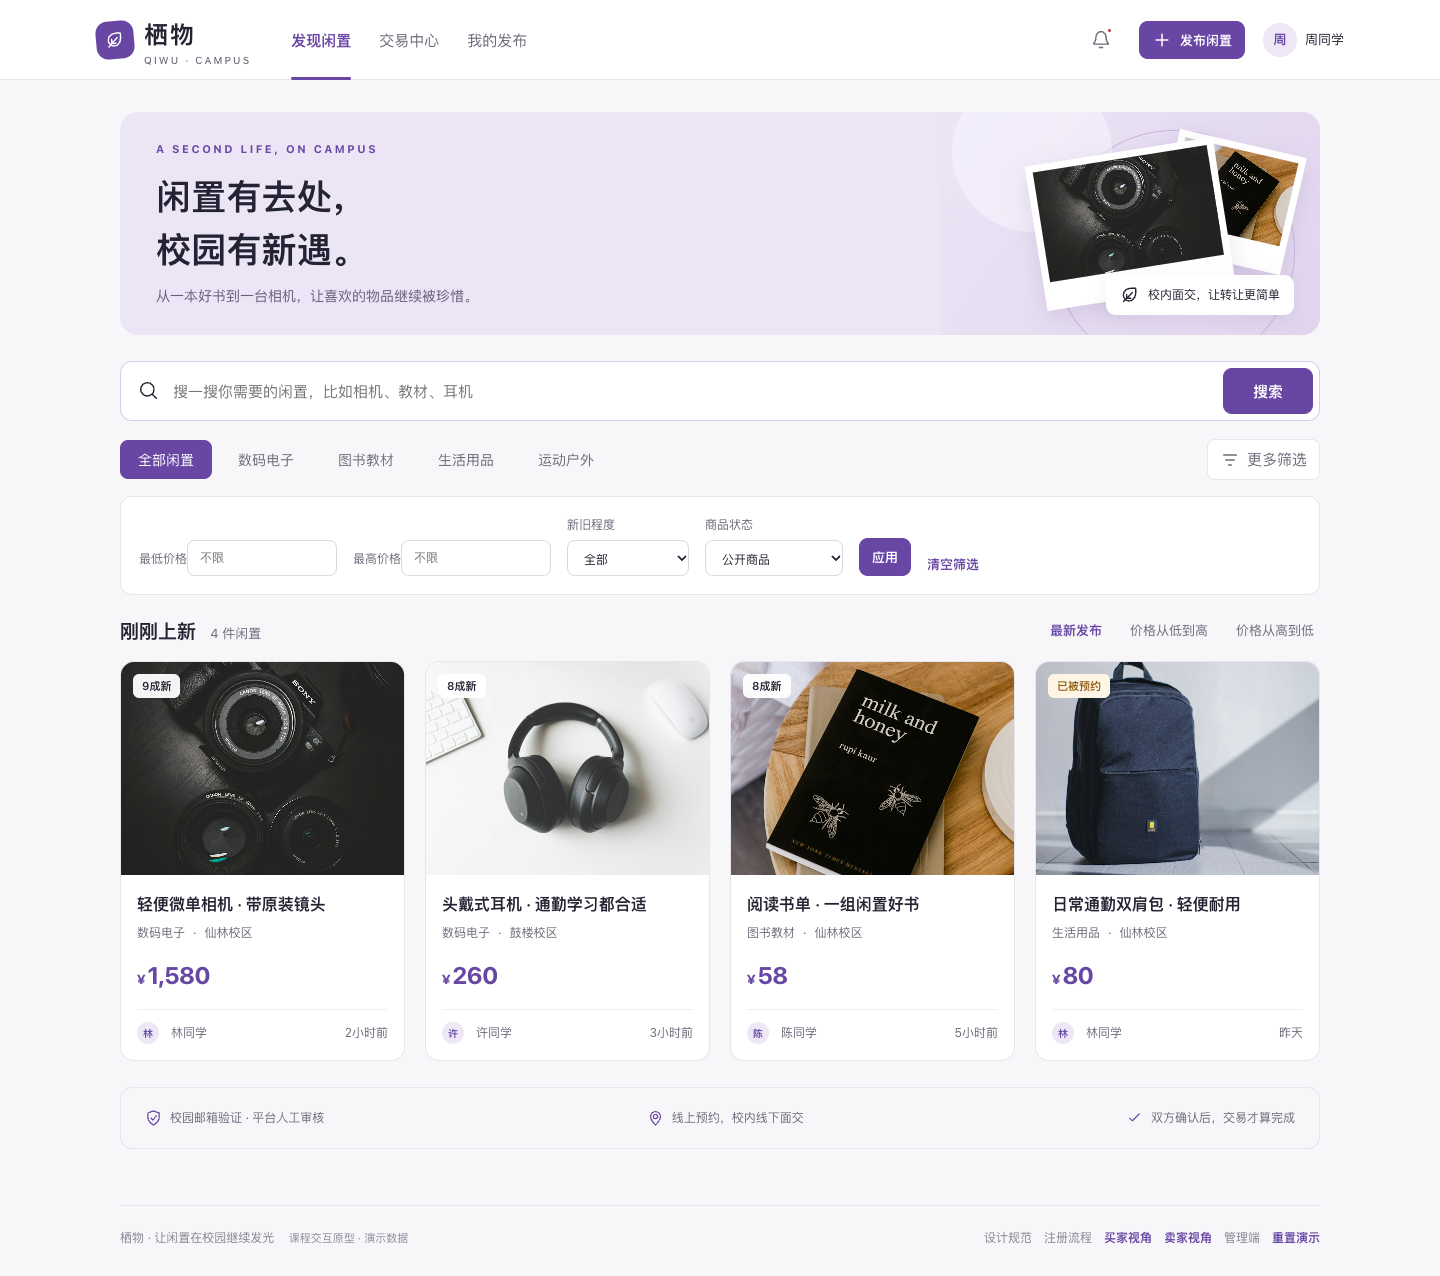 栖物
QIWU · CAMPUS
发现闲置 交易中心 我的发布
发布闲置
周 周同学
A SECOND LIFE, ON CAMPUS
闲置有去处，
校园有新遇。
从一本好书到一台相机，让喜欢的物品继续被珍惜。
SONY
milk and
honey
校内面交，让转让更简单
搜一搜你需要的闲置，比如相机、教材、耳机
搜索
全部闲置 数码电子 图书教材 生活用品 运动户外
更多筛选
最低价格 不限
最高价格 不限
新旧程度
全部
商品状态
公开商品
应用
清空筛选
刚刚上新 4 件闲置
最新发布 价格从低到高 价格从高到低
9成新
SONY
轻便微单相机 · 带原装镜头
数码电子 · 仙林校区
¥1,580
林 林同学 2小时前
8成新
头戴式耳机 · 通勤学习都合适
数码电子 · 鼓楼校区
¥260
许 许同学 3小时前
8成新
milk and
honey
rupi kaur
NEW YORK TIMES
阅读书单 · 一组闲置好书
图书教材 · 仙林校区
¥58
陈 陈同学 5小时前
已被预约
日常通勤双肩包 · 轻便耐用
生活用品 · 仙林校区
¥80
林 林同学 昨天
校园邮箱验证 · 平台人工审核
线上预约，校内线下面交
双方确认后，交易才算完成
栖物 · 让闲置在校园继续发光 课程交互原型 · 演示数据
设计规范 注册流程 买家视角 卖家视角 管理端 重置演示